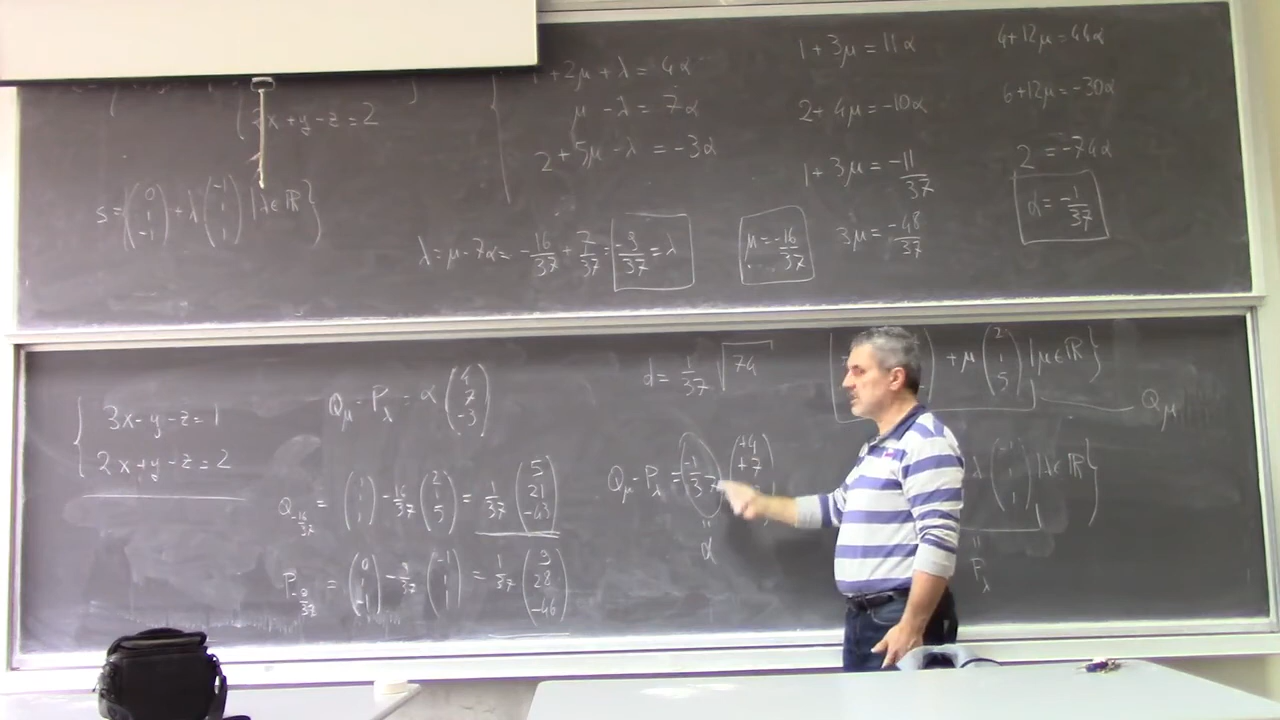 2x+y-z=2
s={(0 1 -1)+λ(-1 1 1)|λ∈ℝ}
1+2μ+λ=4α
μ-λ=7α
2+5μ-λ=-3α
1+3μ=11α
2+4μ=-10α
1+3μ=-11/37
3μ=-48/37
4+12μ=44α
6+12μ=-30α
2=-74α
α=-1/37
λ=μ-7α=-16/37+7/37=-9/37=λ
μ=-16/37
3x-y-z=1
2x+y-z=2
Qμ-Pλ=α(4 7 -3)
Q-16/37=(1 1 1)-16/37(2 1 5)=1/37(5 21 -43)
P-9/37=(0 1 -1)-9/37(-1 1 1)=1/37(9 28 -46)
d=1/37√74
Qμ-Pλ=-1/37(+4 +7
"
α
+μ(2 1 5)|μ∈ℝ}
Qμ
λ(-1 1 1)|λ∈ℝ}
"
Pλ